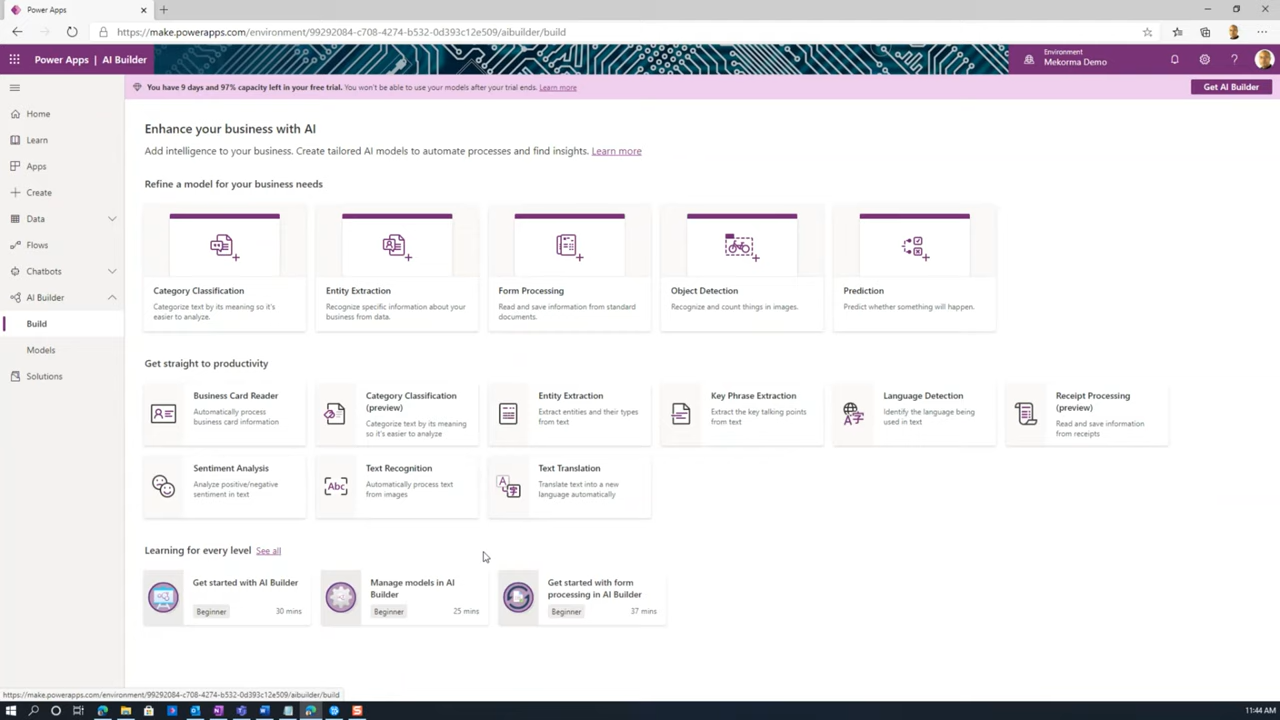 Power Apps
https://make.powerapps.com/environment/99292084-c708-4274-b532-0d393c12e509/aibuilder/build
Power Apps | AI Builder
Environment
Mekorma Demo
You have 9 days and 97% capacity left in your free trial. You won't be able to use your models after your trial ends. Learn more
Get AI Builder
Home
Learn
Apps
Create
Data
Flows
Chatbots
AI Builder
Build
Models
Solutions
Enhance your business with AI
Add intelligence to your business. Create tailored AI models to automate processes and find insights. Learn more
Refine a model for your business needs
Category Classification
Categorize text by its meaning so it's
easier to analyze.
Entity Extraction
Recognize specific information about your
business from data.
Form Processing
Read and save information from standard
documents.
Object Detection
Recognize and count things in images.
Prediction
Predict whether something will happen.
Get straight to productivity
Business Card Reader
Automatically process
business card information
Category Classification
(preview)
Categorize text by its meaning
so it's easier to analyze
Entity Extraction
Extract entities and their types
from text
Key Phrase Extraction
Extract the key talking points
from text
Language Detection
Identify the language being
used in text
Receipt Processing
(preview)
Read and save information
from receipts
Sentiment Analysis
Analyze positive/negative
sentiment in text
Abc
Text Recognition
Automatically process text
from images
Text Translation
Translate text into a new
language automatically
Learning for every level See all
Get started with AI Builder
Beginner 30 mins
Manage models in AI
Builder
Beginner 25 mins
Get started with form
processing in AI Builder
Beginner 37 mins
https://make.powerapps.com/environment/99292084-c708-4274-b532-0d393c12e509/aibuilder/build
11:44 AM